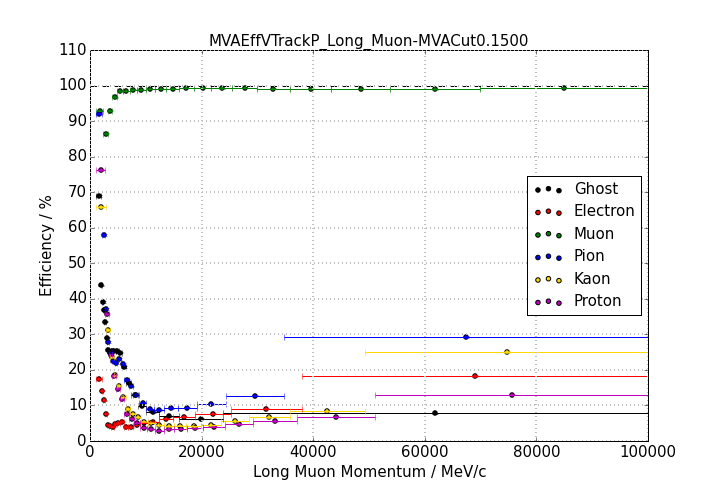 MVAEffVTrackP_Long_Muon-MVACut0.1500
110
100
90
80
70
60
50
40
30
20
10
0
Efficiency / %
Ghost
Electron
Muon
Pion
Kaon
Proton
0 20000 40000 60000 80000 100000
Long Muon Momentum / MeV/c